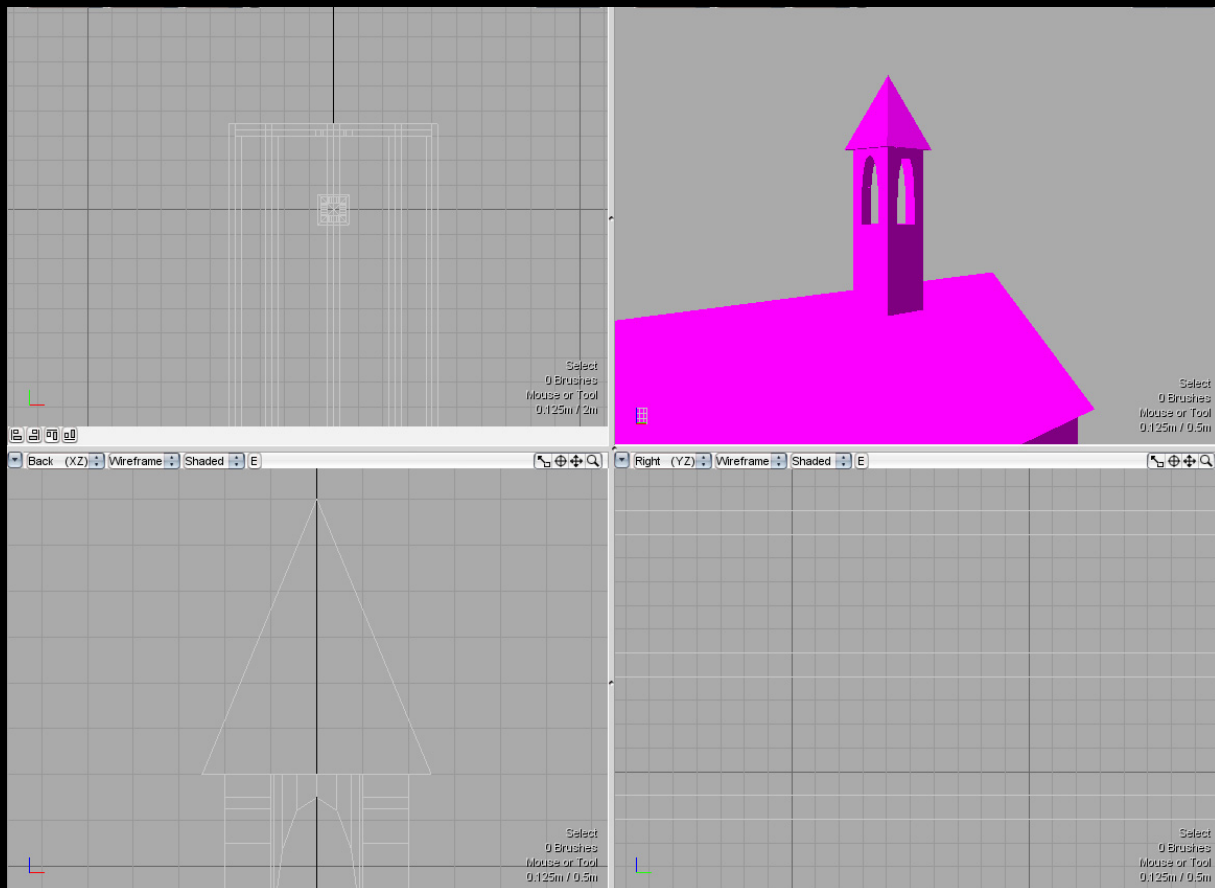 Select
0 Brushes
Mouse or Tool
0.125m / 2m
Select
0 Brushes
Mouse or Tool
0.125m / 0.5m
Back (XZ) Wireframe Shaded E
Right (YZ) Wireframe Shaded E
Select
0 Brushes
Mouse or Tool
0.125m / 0.5m
Select
0 Brushes
Mouse or Tool
0.125m / 0.5m